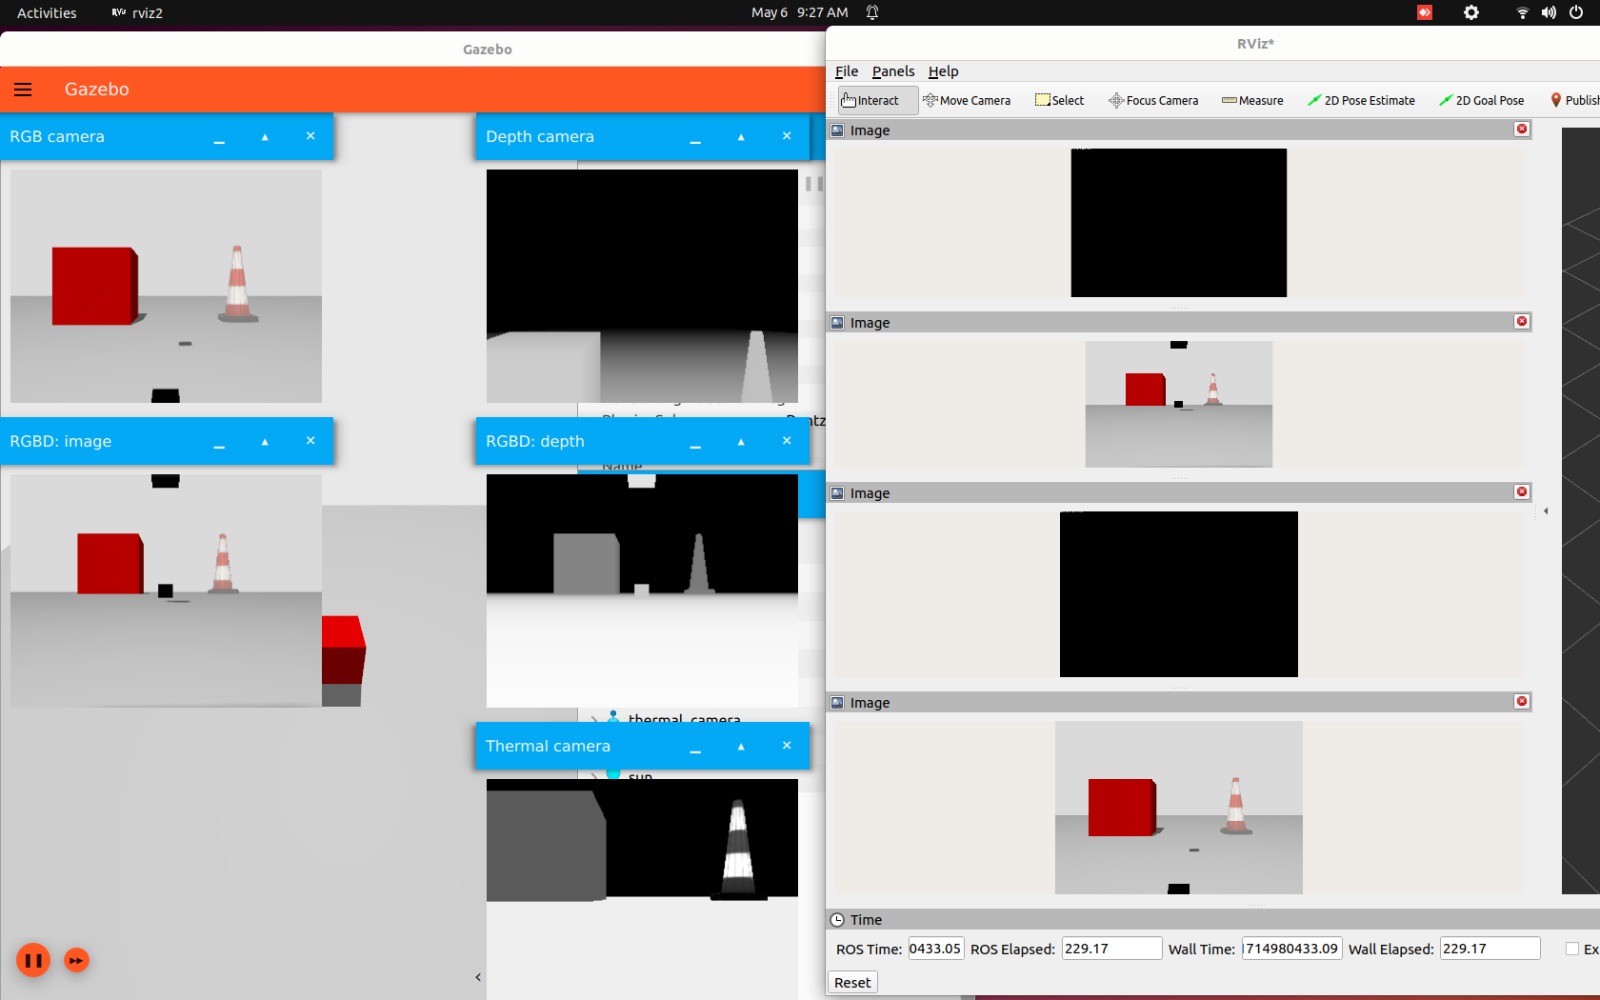 Activities
rviz2
May 6 9:27 AM
Gazebo
Gazebo
RGB camera
Depth camera
RGBD: image
RGBD: depth
Name
thermal_camera
Thermal camera
sun
RViz*
File
Panels
Help
Interact
Move Camera
Select
Focus Camera
Measure
2D Pose Estimate
2D Goal Pose
Publish
Image
Image
Image
Image
Time
ROS Time: 0433.05 ROS Elapsed: 229.17 Wall Time: 1714980433.09 Wall Elapsed: 229.17 Ex
Reset